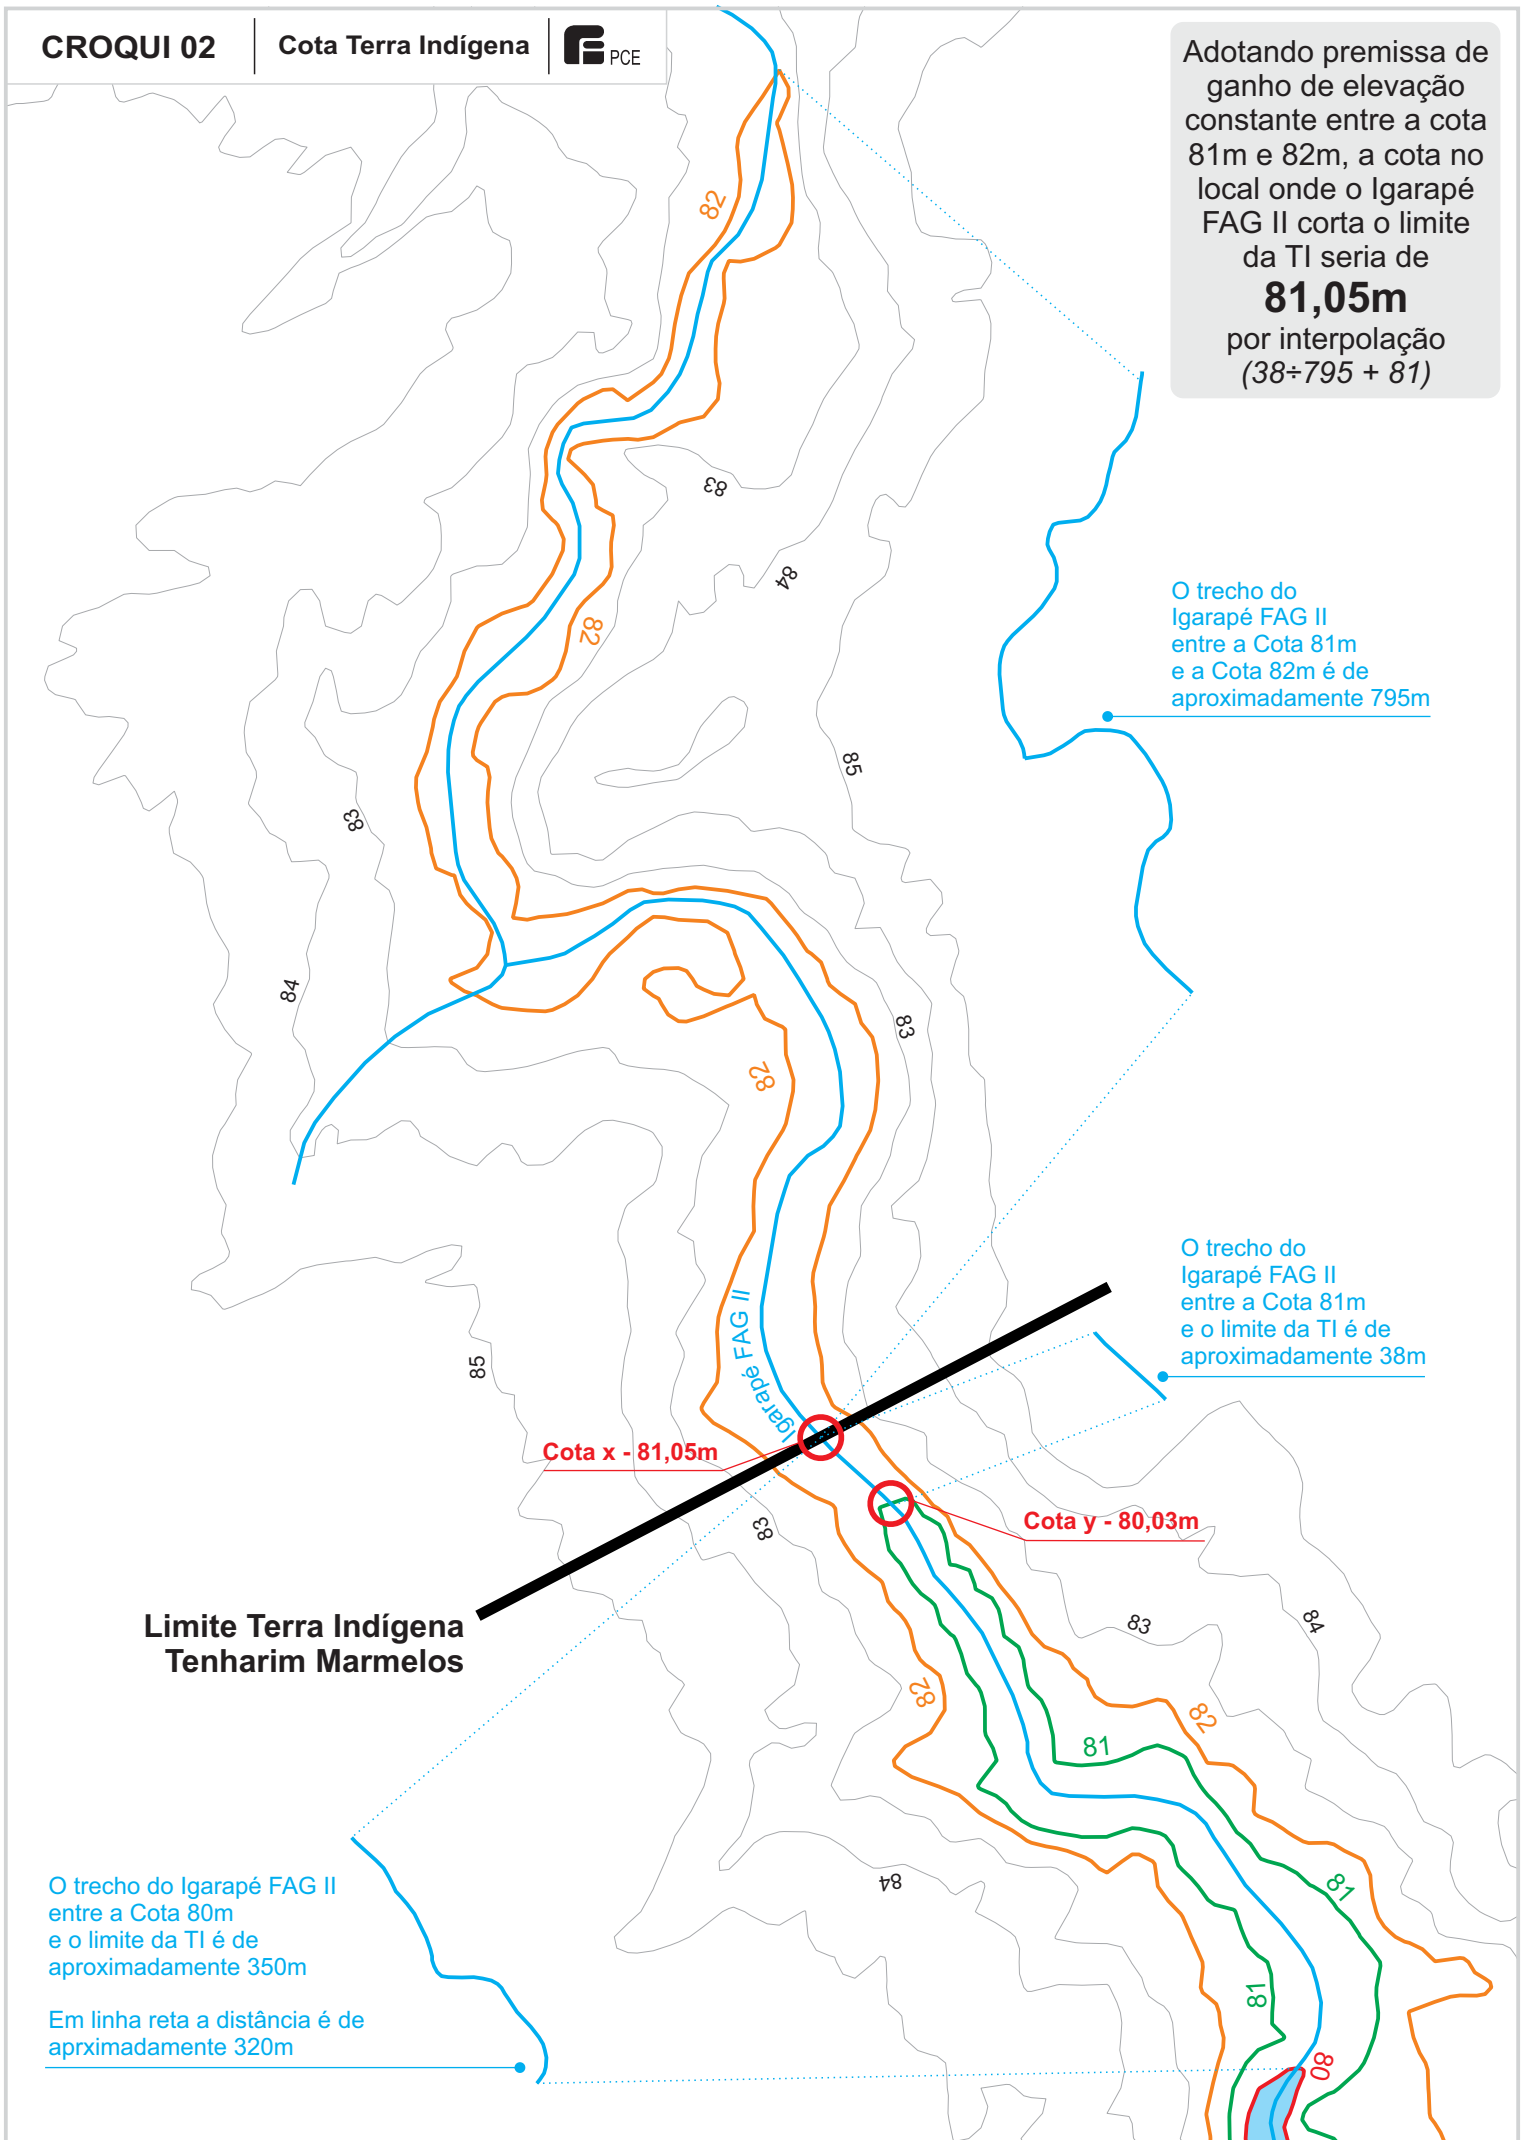 CROQUI 02
Cota Terra Indígena
PCE
Adotando premissa de
ganho de elevação
constante entre a cota
81m e 82m, a cota no
local onde o Igarapé
FAG II corta o limite
da TI seria de
81,05m
por interpolação
(38÷795 + 81)
82
83
84
82
O trecho do
Igarapé FAG II
entre a Cota 81m
e a Cota 82m é de
aproximadamente 795m
85
83
84
83
82
O trecho do
Igarapé FAG II
entre a Cota 81m
e o limite da TI é de
aproximadamente 38m
Igarapé FAG II
85
Cota x - 81,05m
Cota y - 80,03m
83
Limite Terra Indígena
Tenharim Marmelos
83
84
82
82
81
84
81
O trecho do Igarapé FAG II
entre a Cota 80m
e o limite da TI é de
aproximadamente 350m
Em linha reta a distância é de
aprximadamente 320m
81
80